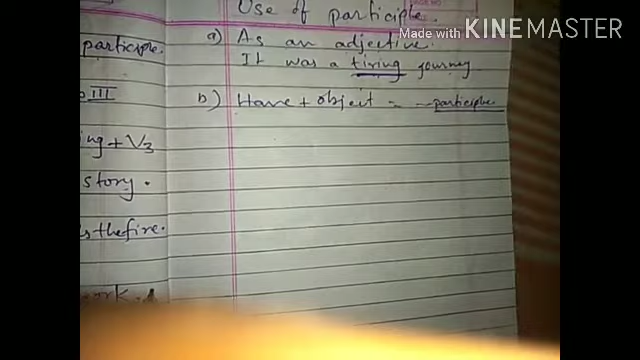 Use of participle.
Made with KINEMASTER
participle.
a) As an adjective.
It was a tiring journey
III
b) Have + object - - participle
ing + V3
story.
the fire.